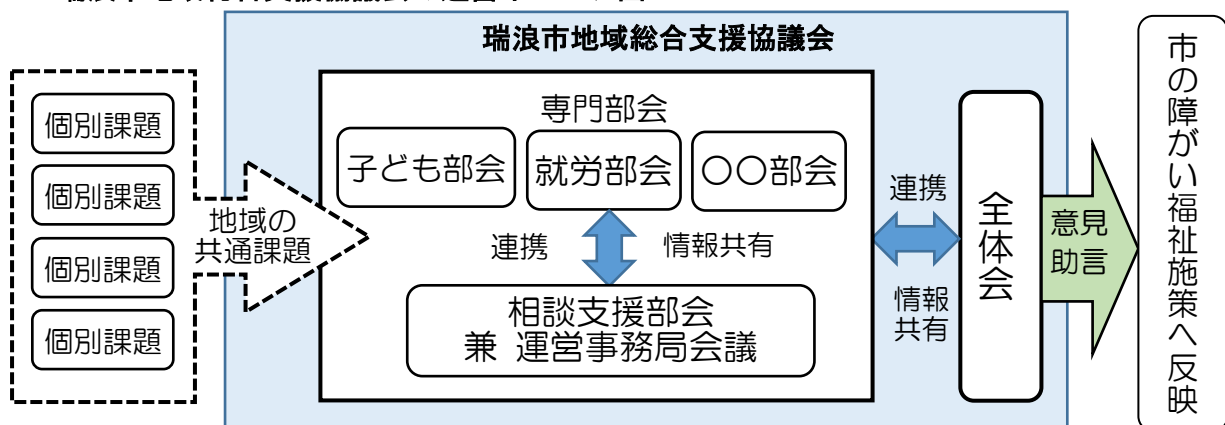 瑞浪市地域総合支援協議会
個別課題
個別課題
個別課題
個別課題
地域の
共通課題
専門部会
子ども部会
就労部会
〇〇部会
連携
情報共有
相談支援部会
兼 運営事務局会議
連携
情報
共有
全体会
意見
助言
市の障がい福祉施策へ反映